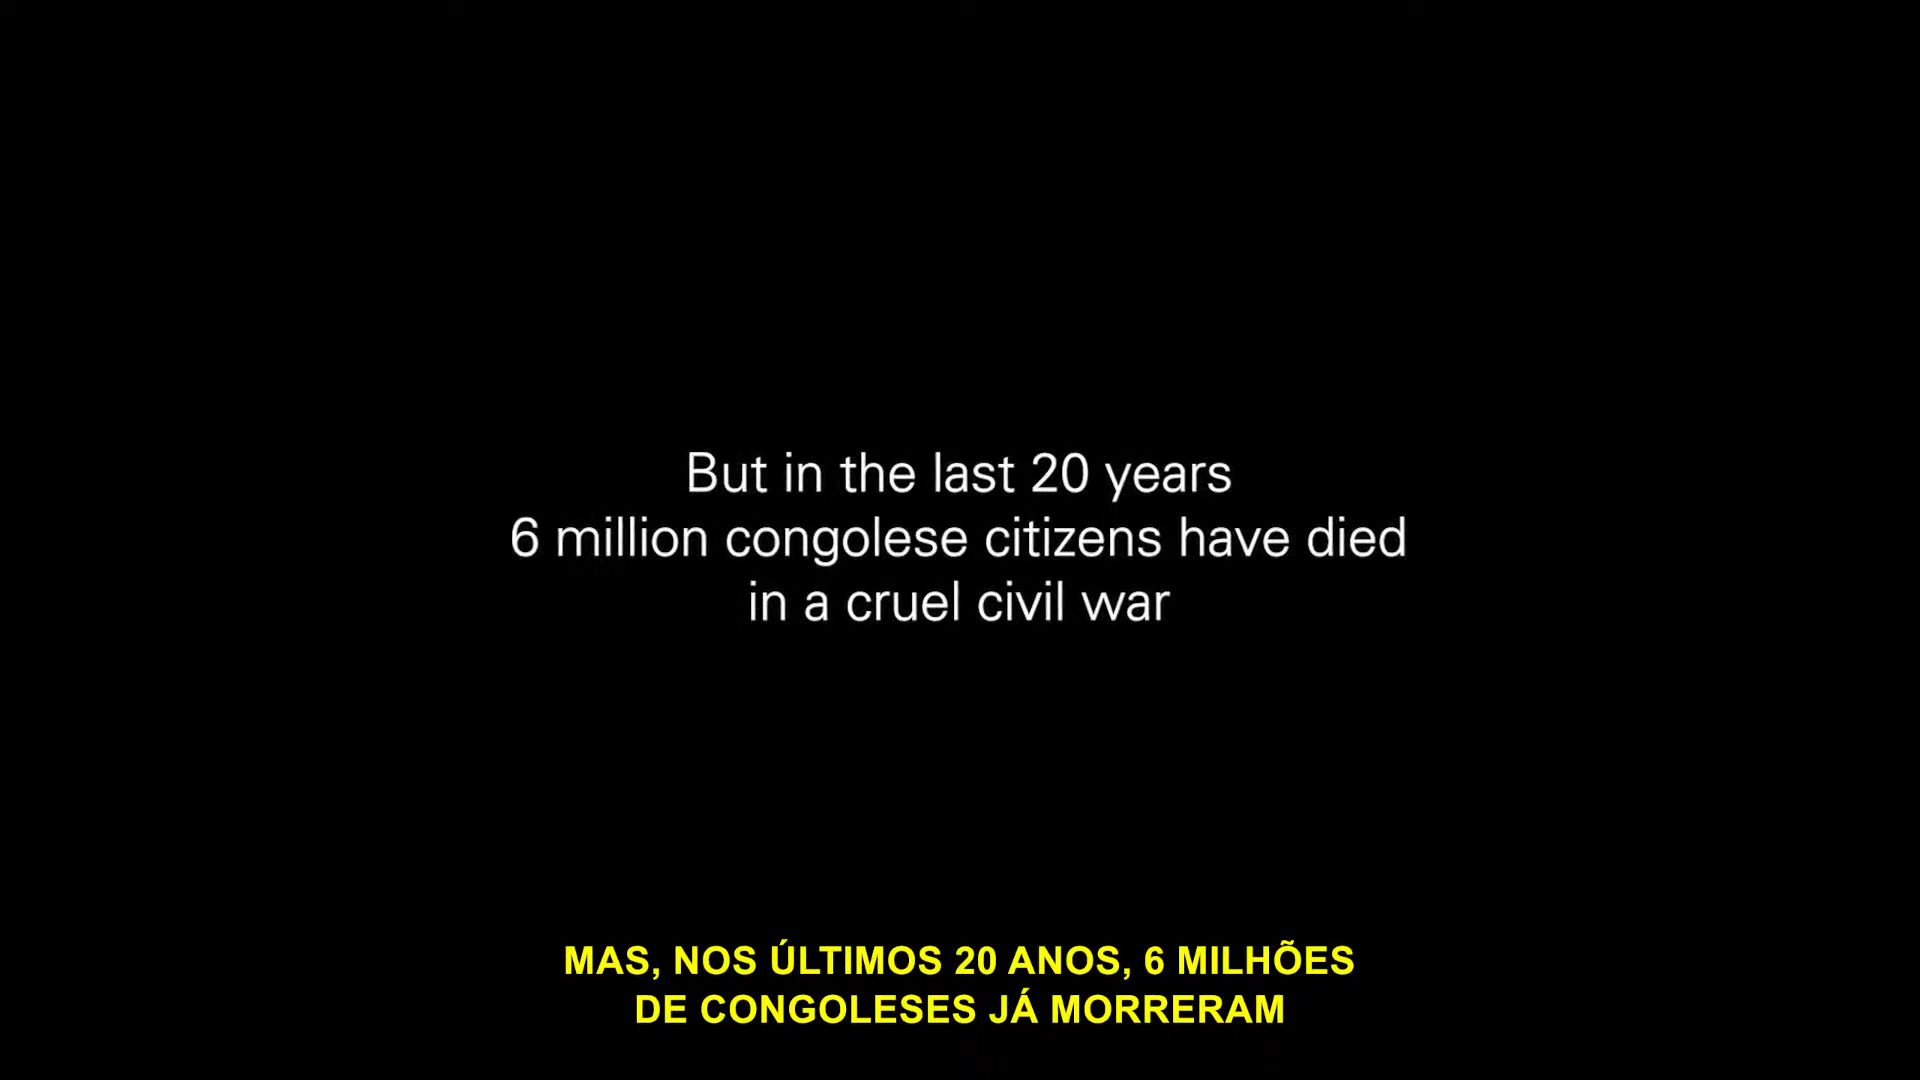 But in the last 20 years
6 million congolese citizens have died
in a cruel civil war
MAS, NOS ÚLTIMOS 20 ANOS, 6 MILHÕES
DE CONGOLESES JÁ MORRERAM